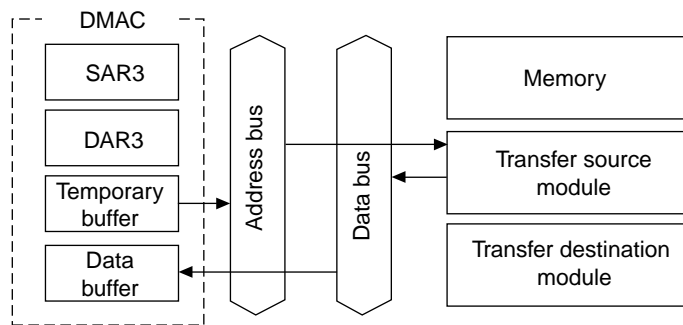 DMAC
SAR3
DAR3
Temporary
buffer
Data
buffer
Address bus
Data bus
Memory
Transfer source
module
Transfer destination
module